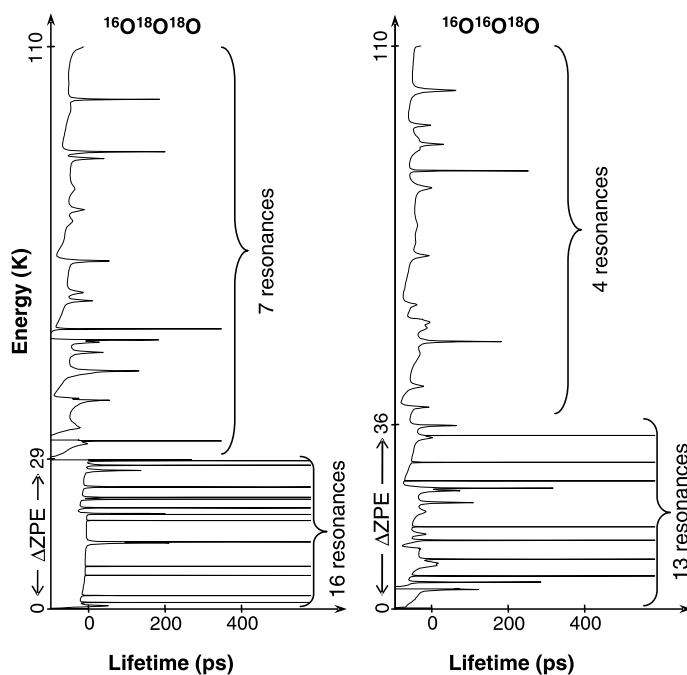 ¹⁶O¹⁸O¹⁸O
110
Energy (K)
7 resonances
29
ΔZPE
16 resonances
0
0 200 400
Lifetime (ps)
¹⁶O¹⁶O¹⁸O
110
4 resonances
36
ΔZPE
13 resonances
0
0 200 400
Lifetime (ps)